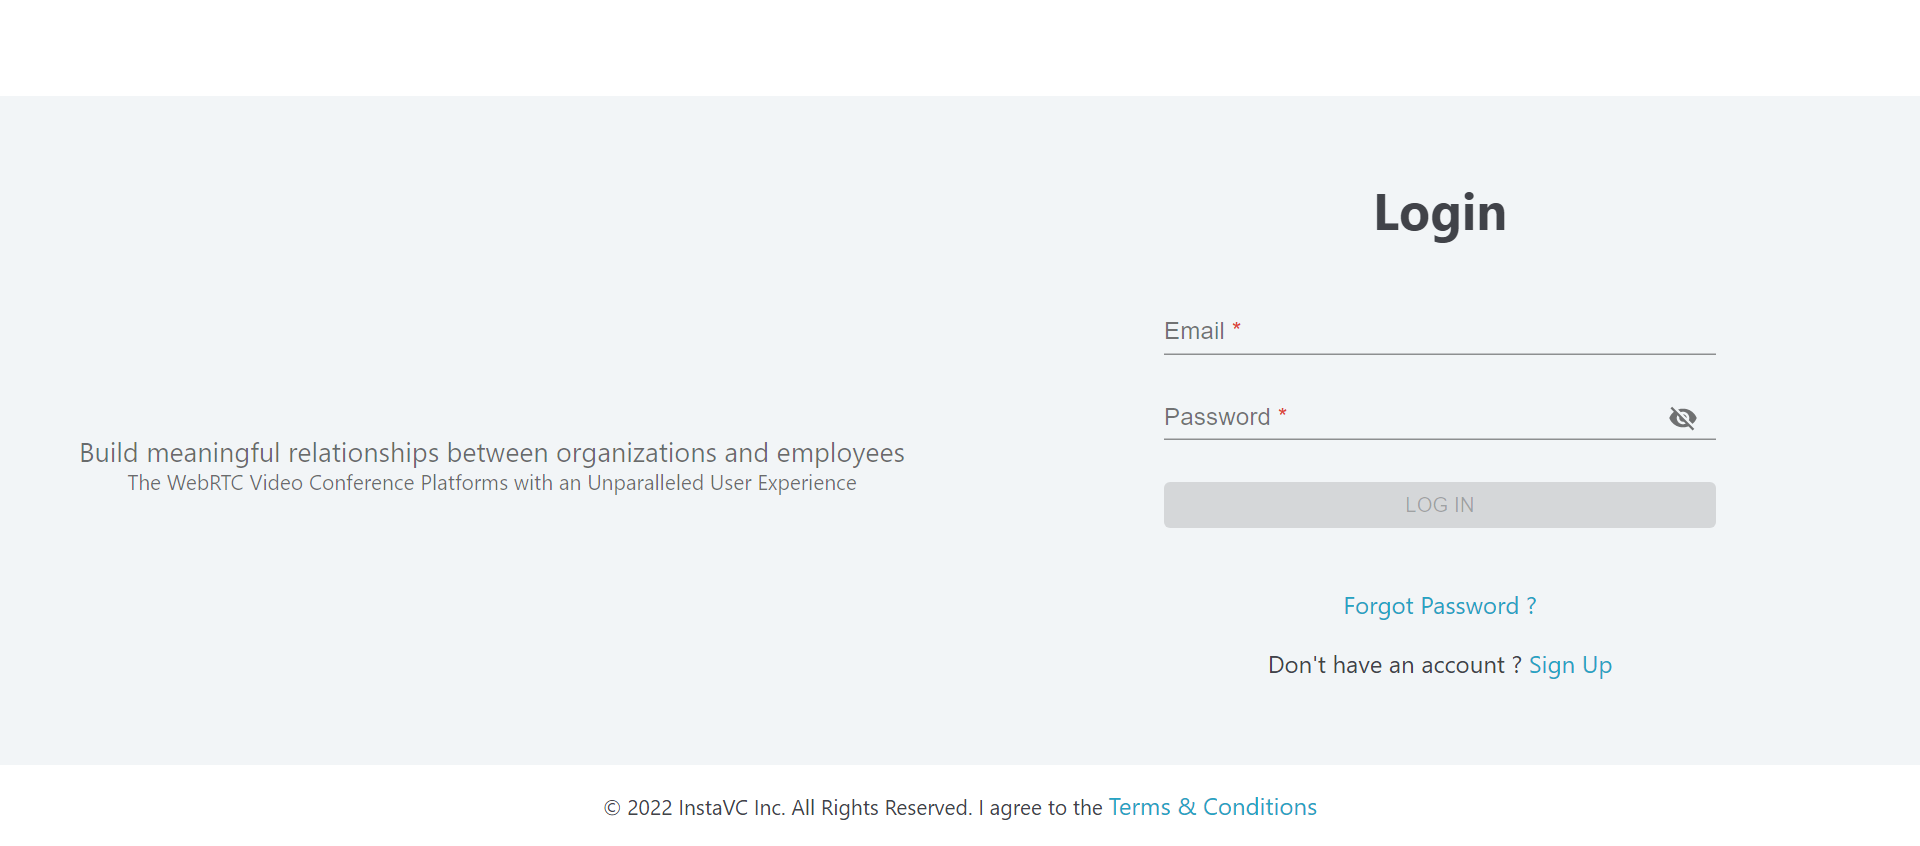 Build meaningful relationships between organizations and employees
The WebRTC Video Conference Platforms with an Unparalleled User Experience
Login
Email *
Password *
LOG IN
Forgot Password ?
Don't have an account ? Sign Up
© 2022 InstaVC Inc. All Rights Reserved. I agree to the Terms & Conditions